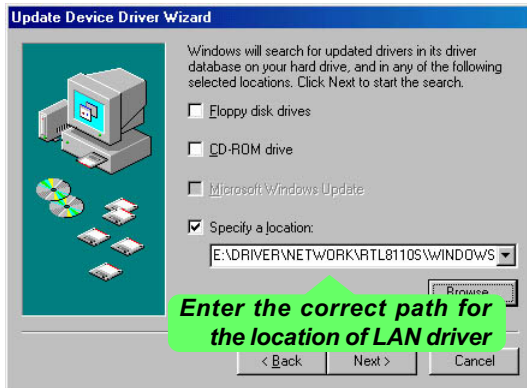 Update Device Driver Wizard
Windows will search for updated drivers in its driver
database on your hard drive, and in any of the following
selected locations. Click Next to start the search.
Floppy disk drives
CD-ROM drive
Microsoft Windows Update
Specify a location:
E:\DRIVER\NETWORK\RTL8110S\WINDOWS
Browse...
Enter the correct path for
the location of LAN driver
< Back Next > Cancel